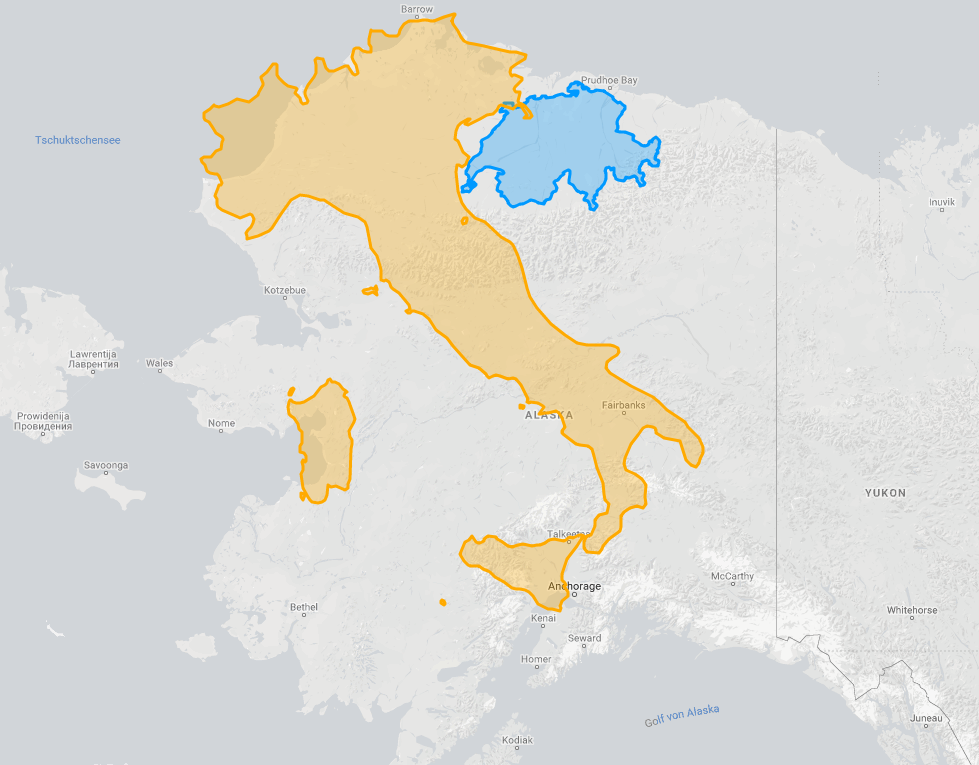 Barrow
Prudhoe Bay
Tschuktschensee
Inuvik
Kotzebue
Lawrentija
Лаврентия
Wales
Prowidenija
Провидения
Nome
ALASKA
Fairbanks
Savoonga
YUKON
Talkeetna
McCarthy
Anchorage
Bethel
Kenai
Whitehorse
Seward
Homer
Golf von Alaska
Juneau
Kodiak